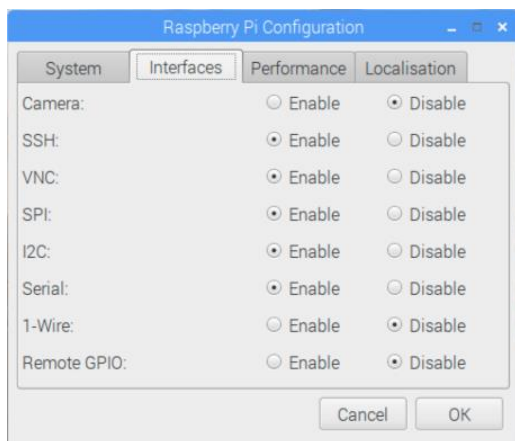 Raspberry Pi Configuration
System Interfaces Performance Localisation
Camera: Enable Disable
SSH: Enable Disable
VNC: Enable Disable
SPI: Enable Disable
I2C: Enable Disable
Serial: Enable Disable
1-Wire: Enable Disable
Remote GPIO: Enable Disable
Cancel OK